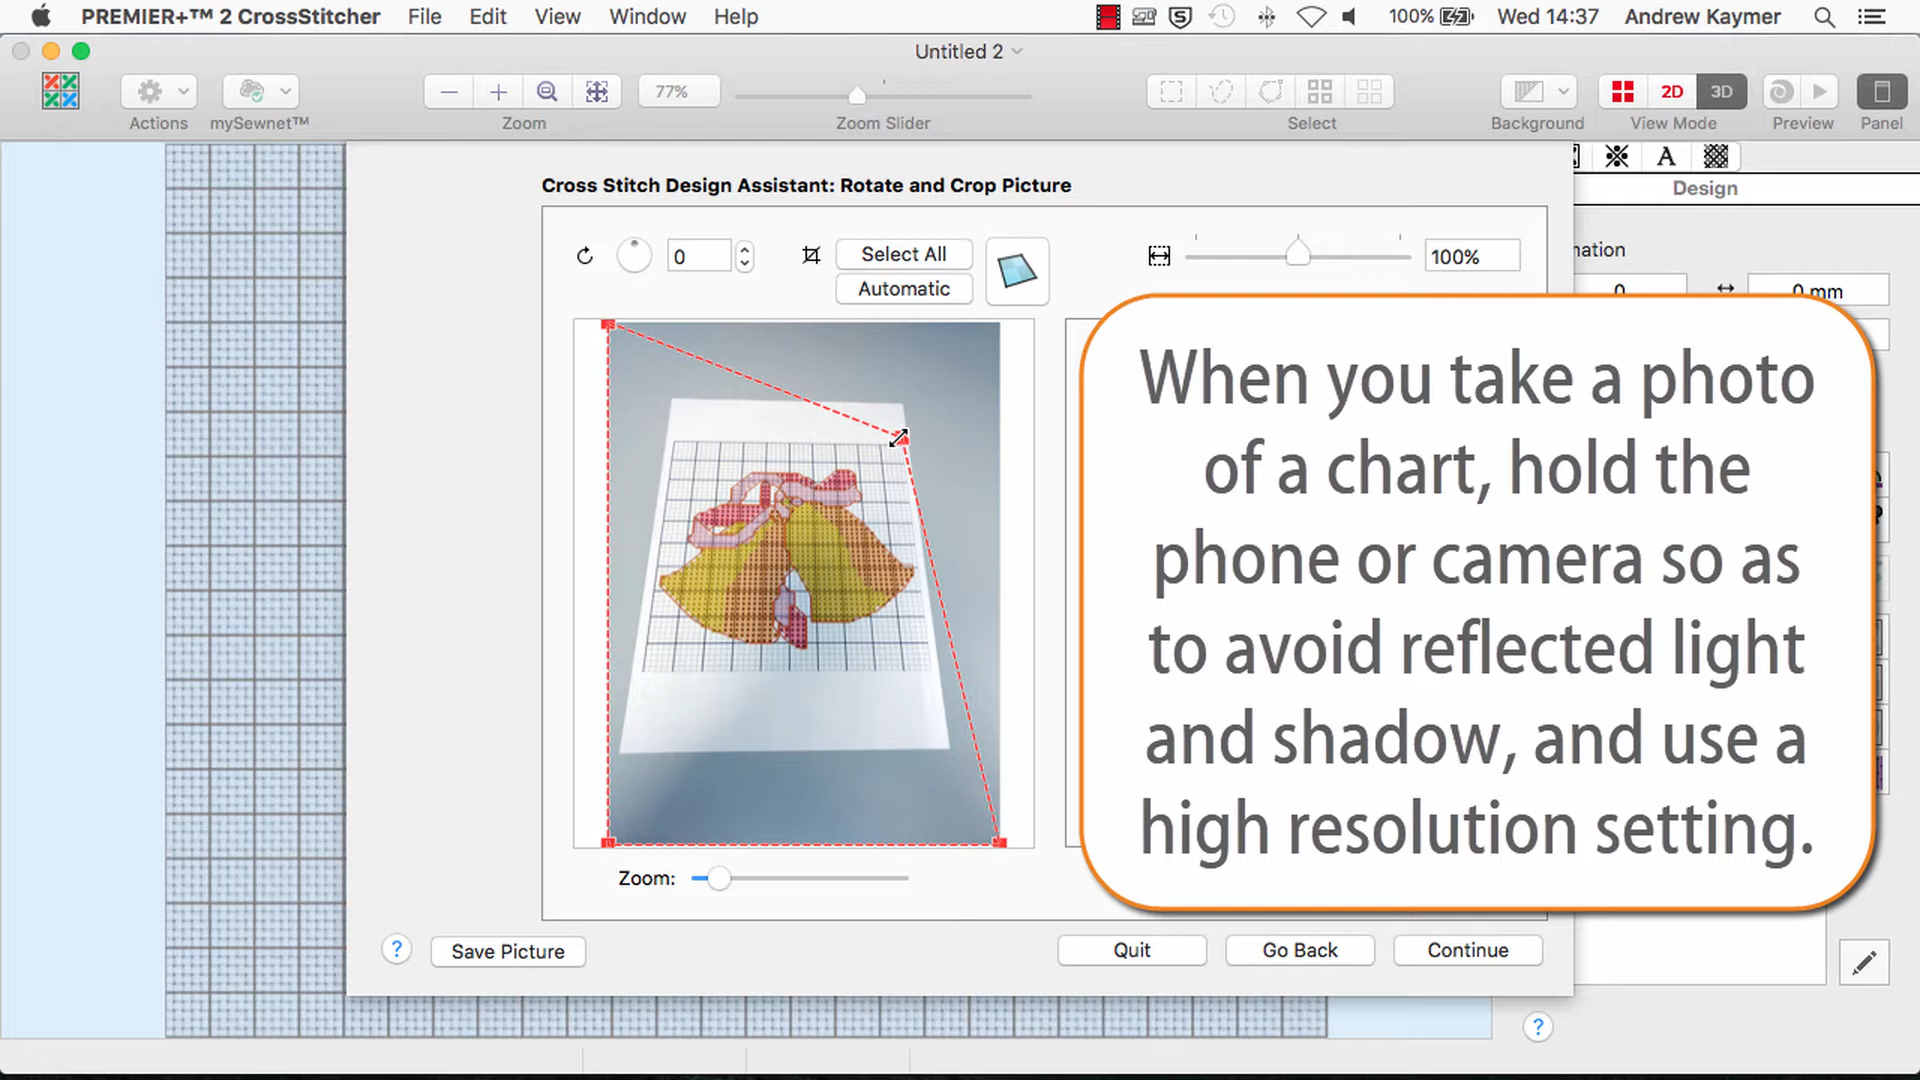 PREMIER+™ 2 CrossStitcher File Edit View Window Help 100% Wed 14:37 Andrew Kaymer
Untitled 2
77%
2D 3D
Actions mySewnet™ Zoom Zoom Slider Select Background View Mode Preview Panel
A
Cross Stitch Design Assistant: Rotate and Crop Picture
Design
0 Select All 100%
mation
Automatic
0 0 mm
When you take a photo
of a chart, hold the
phone or camera so as
to avoid reflected light
and shadow, and use a
high resolution setting.
Zoom:
? Save Picture Quit Go Back Continue
?